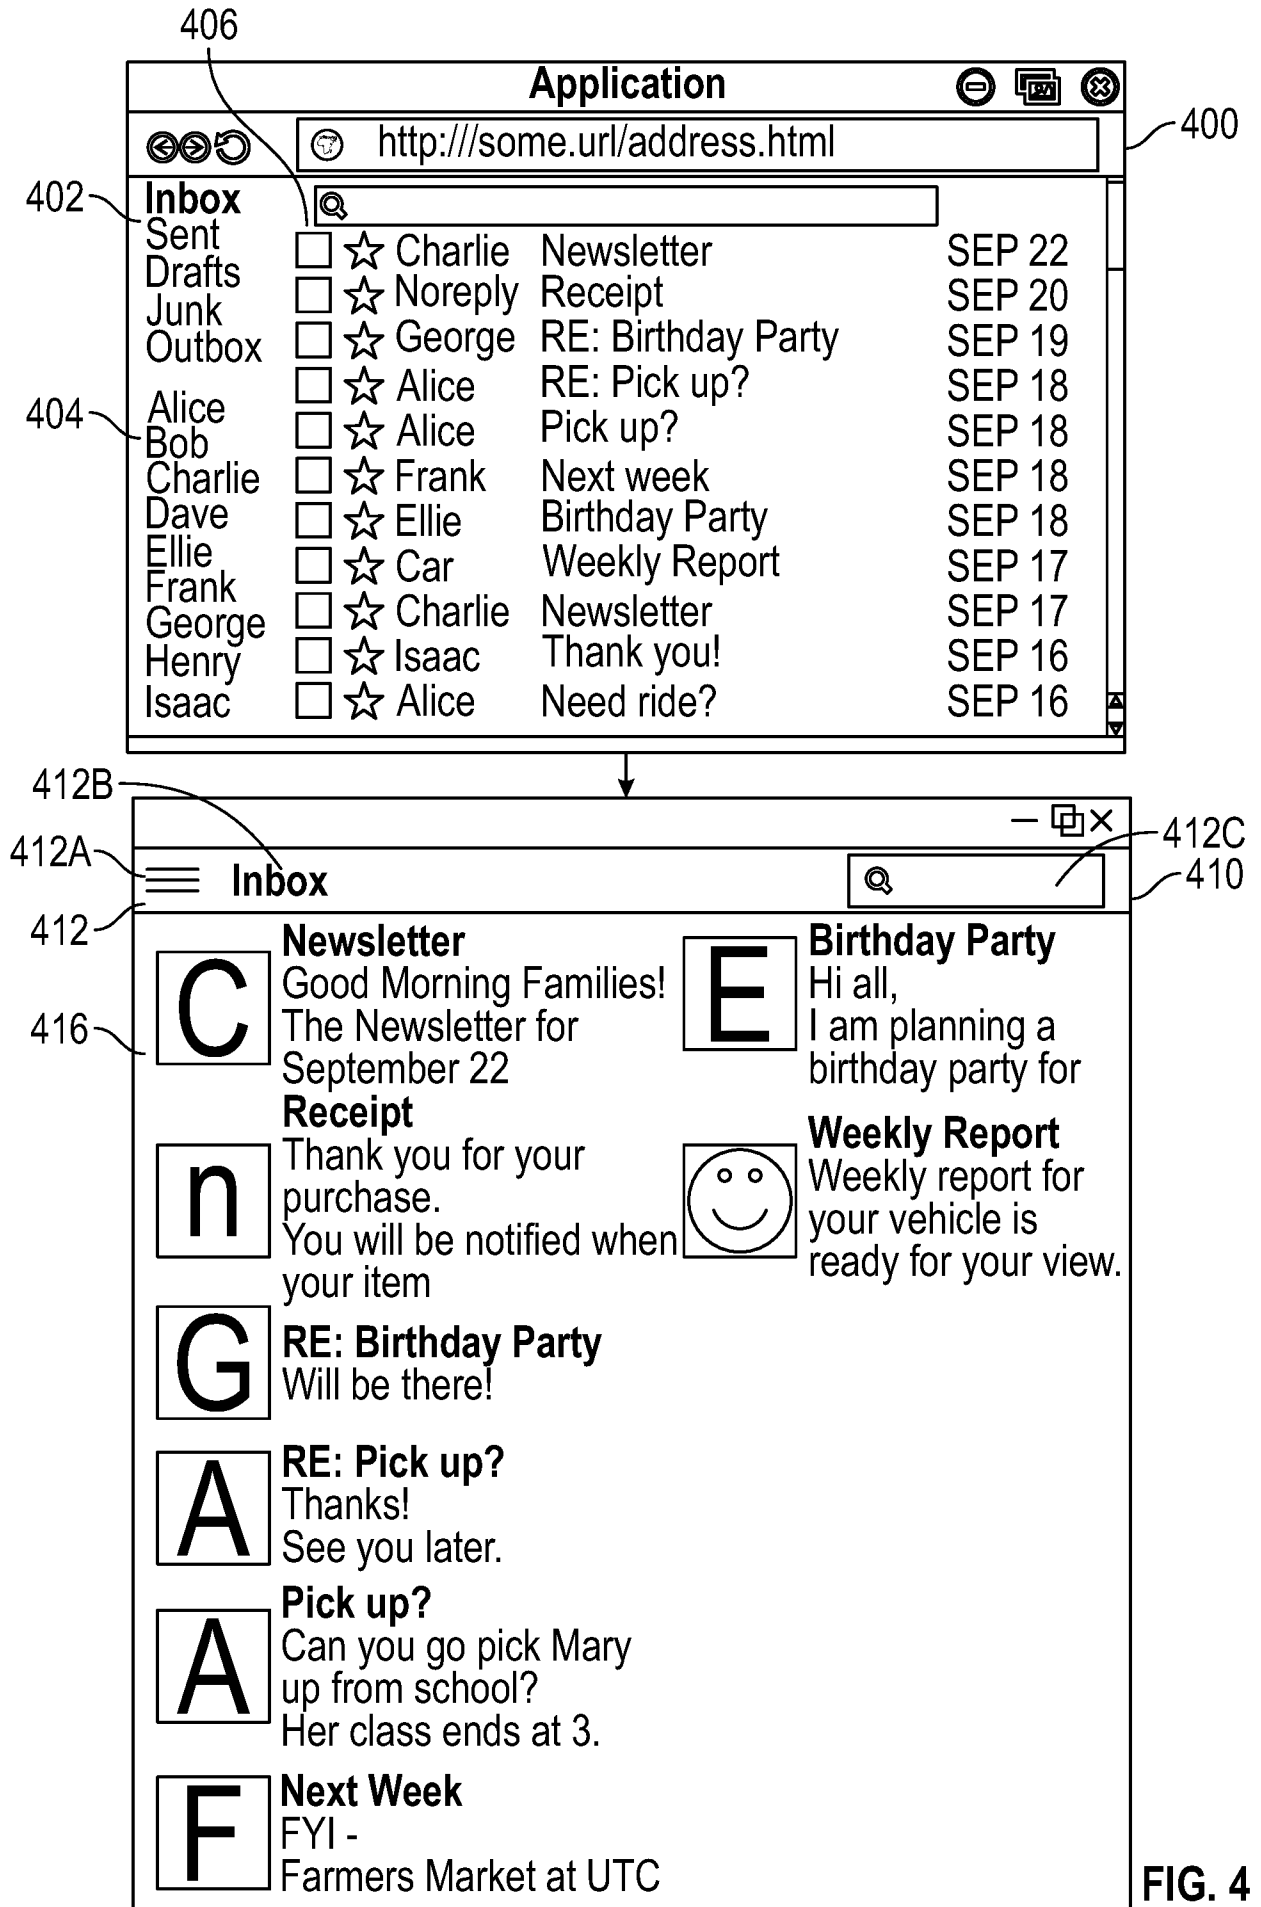 406
Application
400
http:///some.url/address.html
402
Inbox
Sent
Drafts
Junk
Outbox
404
Alice
Bob
Charlie
Dave
Ellie
Frank
George
Henry
Isaac
Charlie Newsletter SEP 22
Noreply Receipt SEP 20
George RE: Birthday Party SEP 19
Alice RE: Pick up? SEP 18
Alice Pick up? SEP 18
Frank Next week SEP 18
Ellie Birthday Party SEP 18
Car Weekly Report SEP 17
Charlie Newsletter SEP 17
Isaac Thank you! SEP 16
Alice Need ride? SEP 16
412B
412A
412
412C
410
Inbox
416
C
Newsletter
Good Morning Families!
The Newsletter for
September 22
n
Receipt
Thank you for your
purchase.
You will be notified when
your item
G
RE: Birthday Party
Will be there!
A
RE: Pick up?
Thanks!
See you later.
A
Pick up?
Can you go pick Mary
up from school?
Her class ends at 3.
F
Next Week
FYI -
Farmers Market at UTC
E
Birthday Party
Hi all,
I am planning a
birthday party for
Weekly Report
Weekly report for
your vehicle is
ready for your view.
FIG. 4